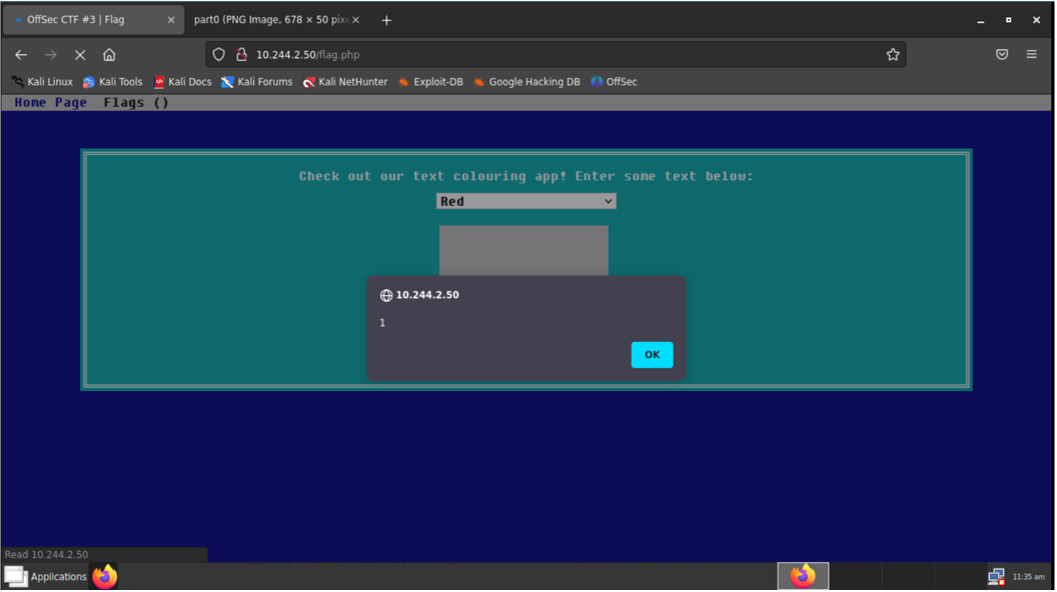 OffSec CTF #3 | Flag
part0 (PNG Image, 678 × 50 pixe
10.244.2.50/flag.php
Kali Linux Kali Tools Kali Docs Kali Forums Kali NetHunter Exploit-DB Google Hacking DB OffSec
Home Page Flags ()
Check out our text colouring app! Enter some text below:
Red
10.244.2.50
1
OK
Read 10.244.2.50
Applications
11:35 am